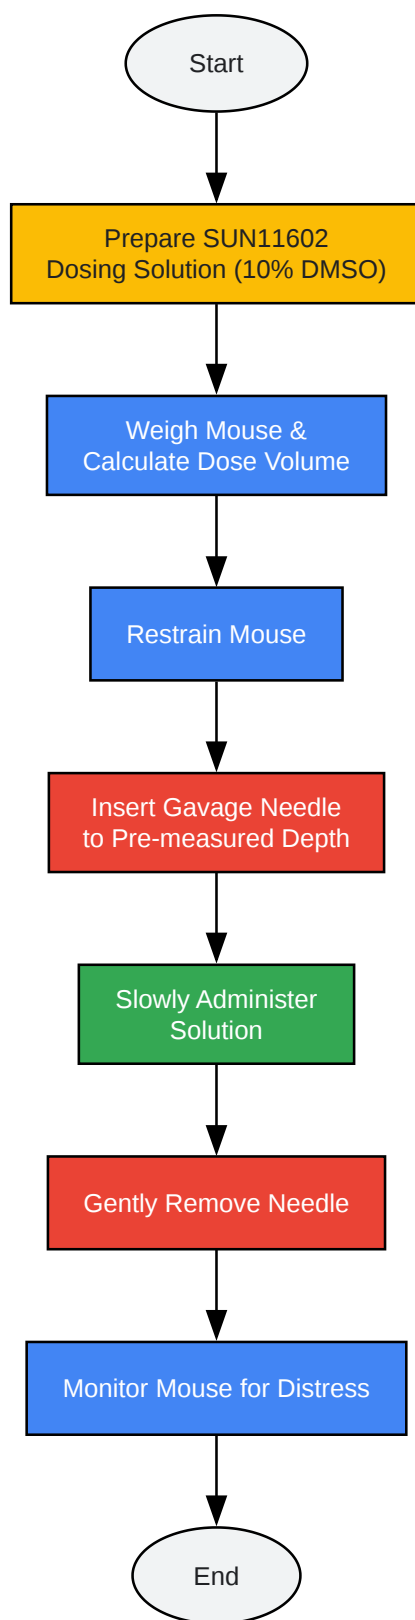 Start
Prepare SUN11602
Dosing Solution (10% DMSO)
Weigh Mouse &
Calculate Dose Volume
Restrain Mouse
Insert Gavage Needle
to Pre-measured Depth
Slowly Administer
Solution
Gently Remove Needle
Monitor Mouse for Distress
End